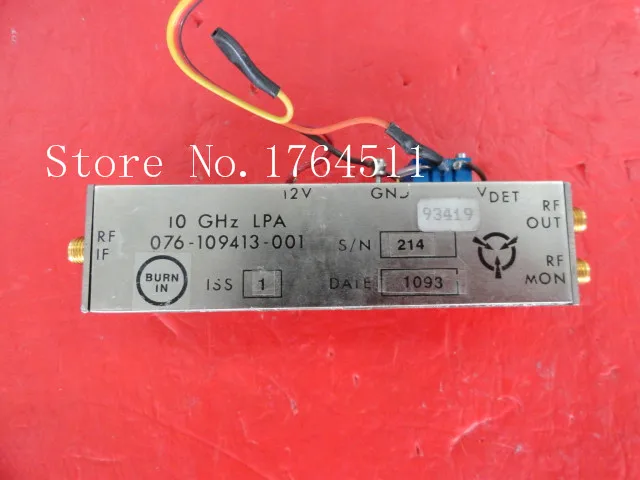 Store No.1764511
12V GND VDET
10 GHz LPA
93419
RF OUT
RF IF
076-109413-001 S/N 214
BURN IN
ISS 1 DATE 1093
RF MON